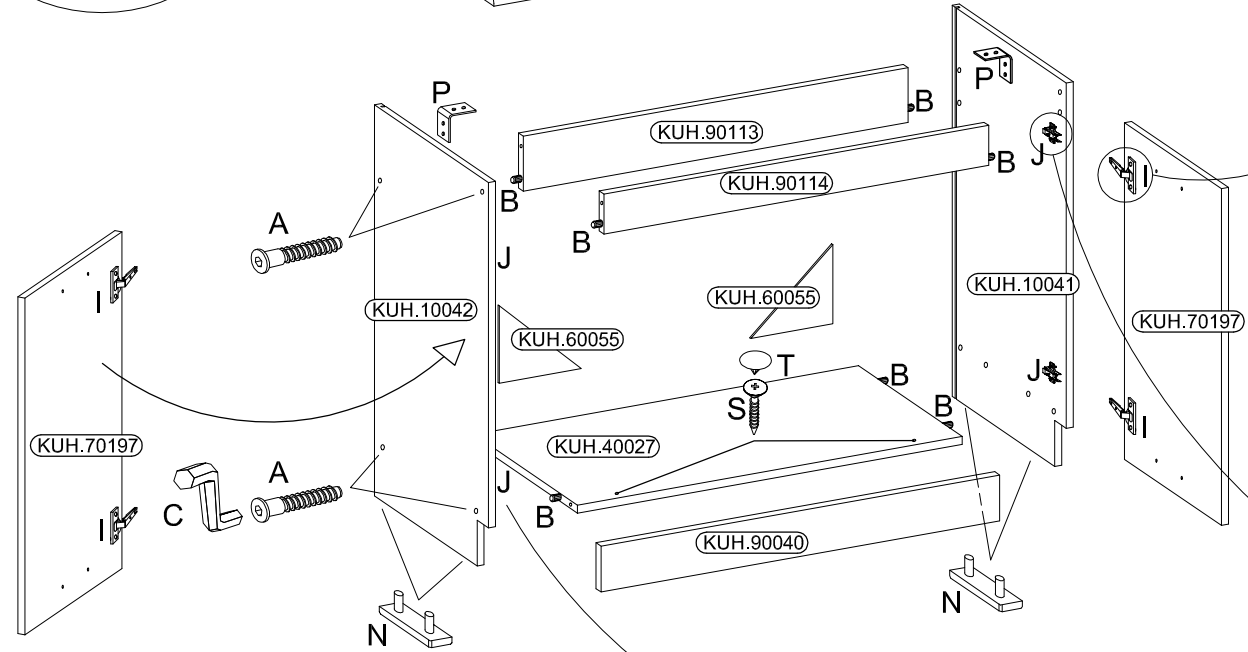 P
P
B
KUH.90113
J
B
KUH.90114
I
B
A
B
J
KUH.10042
KUH.60055
KUH.60055
KUH.10041
KUH.70197
I
T
J
B
S
B
I
KUH.70197
KUH.40027
A
J
C
B
I
KUH.90040
N
N